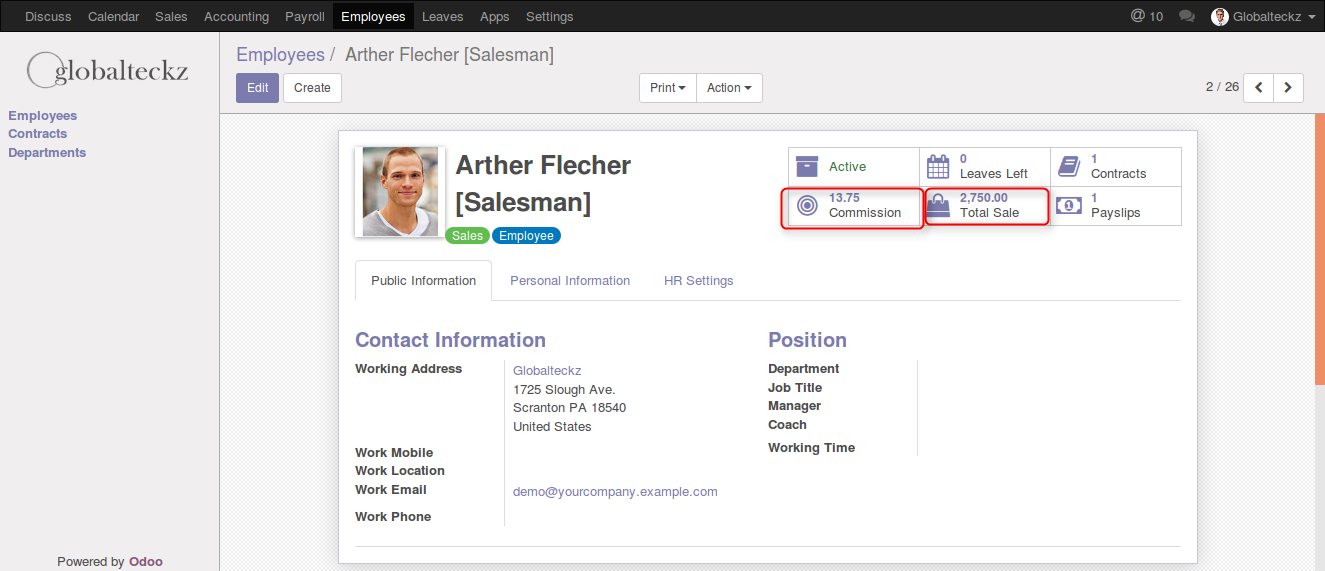 Discuss Calendar Sales Accounting Payroll Employees Leaves Apps Settings @ 10 Globalteckz
globalteckz
Employees
Contracts
Departments
Powered by Odoo
Employees / Arther Flecher [Salesman]
Edit Create Print Action 2 / 26
Arther Flecher
[Salesman]
Sales Employee
Active
0
Leaves Left
1
Contracts
13.75
Commission
2,750.00
Total Sale
1
Payslips
Public Information Personal Information HR Settings
Contact Information
Working Address Globalteckz
1725 Slough Ave.
Scranton PA 18540
United States
Work Mobile
Work Location
Work Email demo@yourcompany.example.com
Work Phone
Position
Department
Job Title
Manager
Coach
Working Time